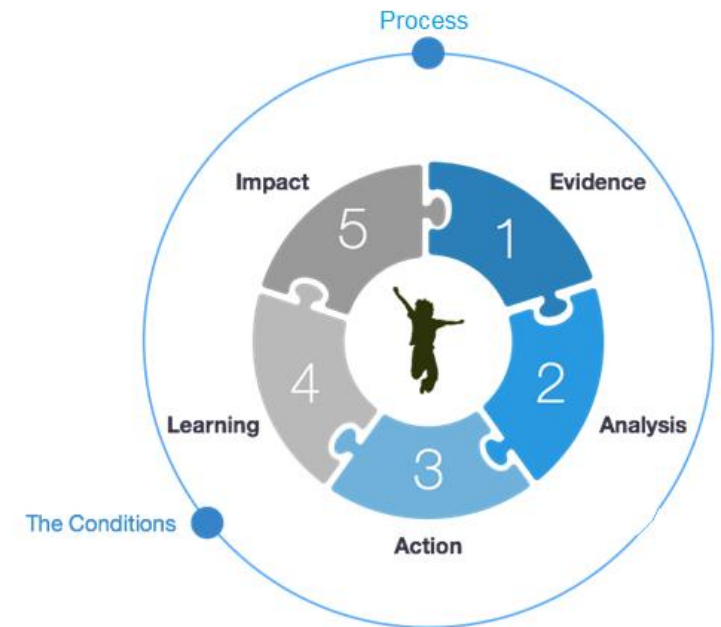 Process
Impact
Evidence
5
1
4
2
Learning
Analysis
3
The Conditions
Action